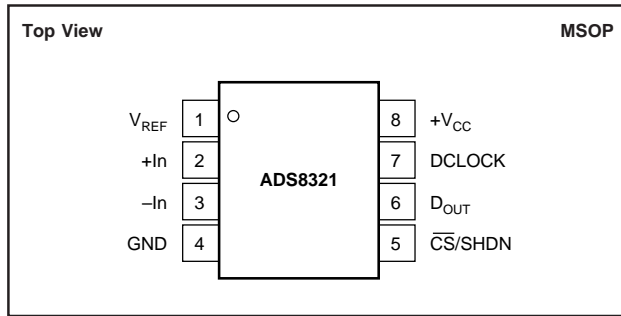 Top View MSOP
V_REF 1 8 +V_CC
+In 2 7 DCLOCK
ADS8321
–In 3 6 D_OUT
GND 4 5 C̅S̅/SHDN